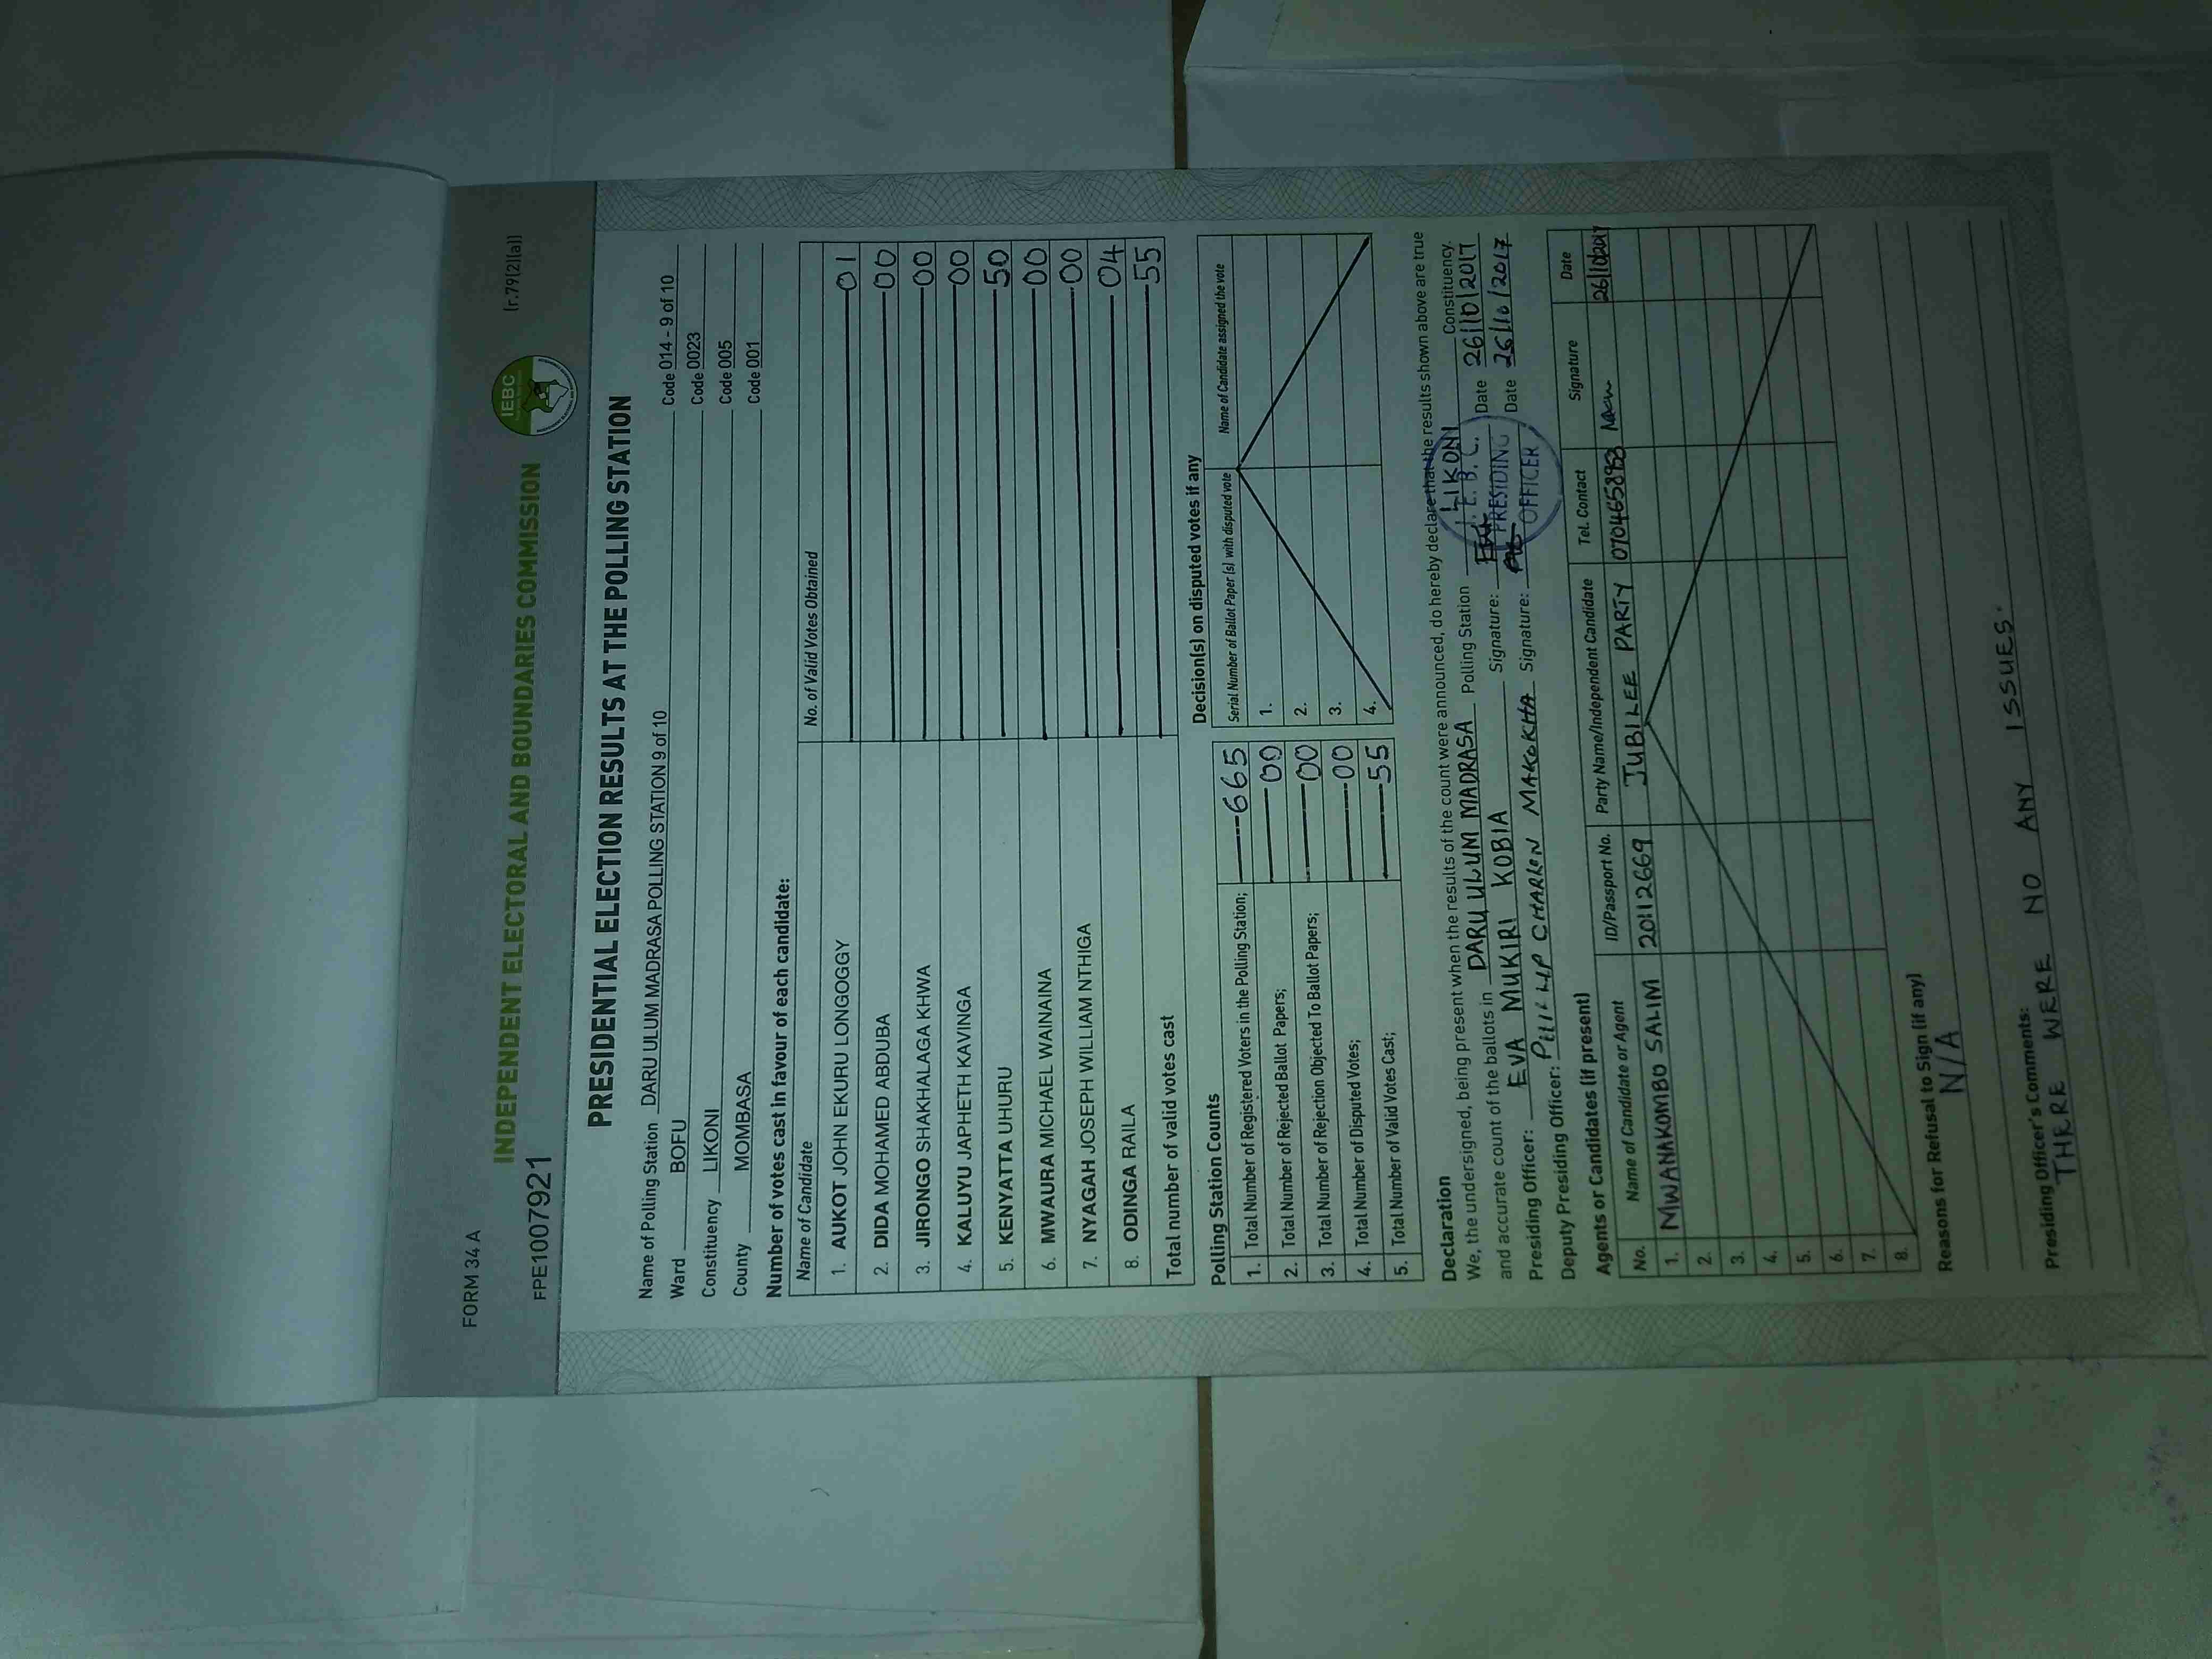 FORM 34 A
INDEPENDENT ELECTORAL AND BOUNDARIES COMMISSION
FPE1007921
IEBC
(r.79(2)(a))
PRESIDENTIAL ELECTION RESULTS AT THE POLLING STATION
Name of Polling Station DARU ULUM MADRASA POLLING STATION 9 of 10 Code 014 - 9 of 10
Ward BOFU Code 0023
Constituency LIKONI Code 005
County MOMBASA Code 001
Number of votes cast in favour of each candidate:
Name of Candidate No. of Valid Votes Obtained
1. AUKOT JOHN EKURU LONGOGGY 01
2. DIDA MOHAMED ABDUBA 00
3. JIRONGO SHAKHALAGA KHWA 00
4. KALUYU JAPHETH KAVINGA 00
5. KENYATTA UHURU 50
6. MWAURA MICHAEL WAINAINA 00
7. NYAGAH JOSEPH WILLIAM NTHIGA 00
8. ODINGA RAILA 04
Total number of valid votes cast 55
Polling Station Counts
1. Total Number of Registered Voters in the Polling Station; 665
2. Total Number of Rejected Ballot Papers; 00
3. Total Number of Rejection Objected To Ballot Papers; 00
4. Total Number of Disputed Votes; 00
5. Total Number of Valid Votes Cast; 55
Decision(s) on disputed votes if any
Serial Number of Ballot Paper (s) with disputed vote Name of Candidate assigned the vote
1.
2.
3.
4.
Declaration
We, the undersigned, being present when the results of the count were announced, do hereby declare that the results shown above are true
and accurate count of the ballots in DARU ULUM MADRASA Polling Station LIKONI Constituency.
Presiding Officer: EVA MUKIRI KOBIA Signature: Date 26/10/2017
Deputy Presiding Officer: PHILLIP CHARLEN MAKOKHA Signature: Date 26/10/2017
I. E. B. C.
PRESIDING
OFFICER
Agents or Candidates (if present)
No. Name of Candidate or Agent ID/Passport No. Party Name/Independent Candidate Tel. Contact Signature Date
1. MWANAKOMBO SALIM 20112669 JUBILEE PARTY 26/10/2017
2.
3.
4.
5.
6.
7.
8.
Reasons for Refusal to Sign (if any)
N/A
Presiding Officer's Comments:
THERE WERE NO ANY ISSUES.